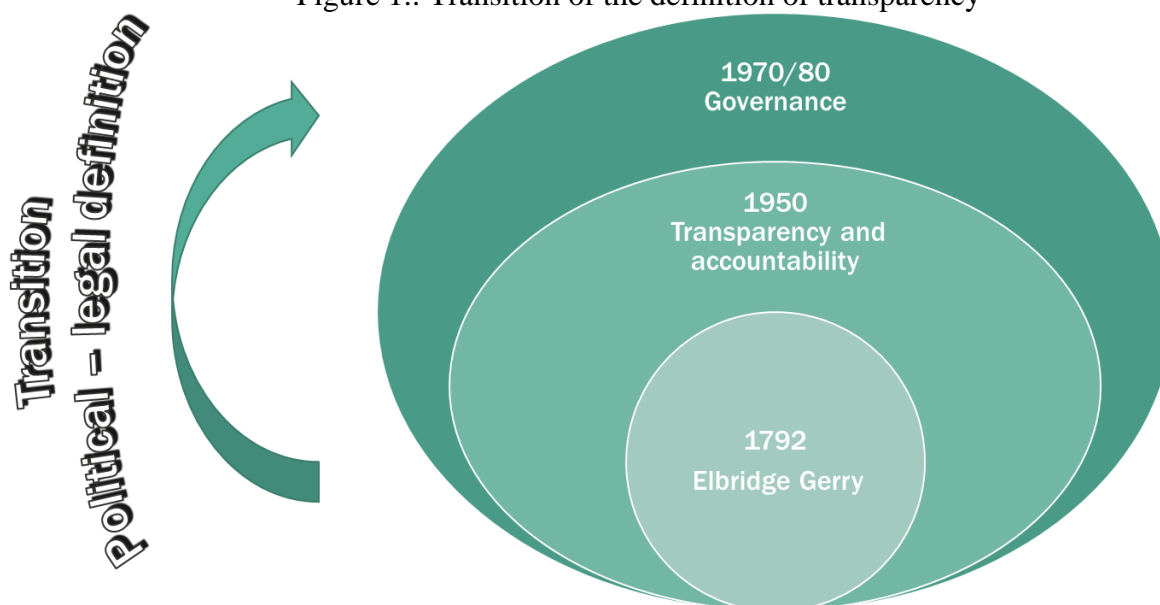 Figure 1.: Transition of the definition of transparency
Transition
Political – legal definition
1970/80
Governance
1950
Transparency and
accountability
1792
Elbridge Gerry